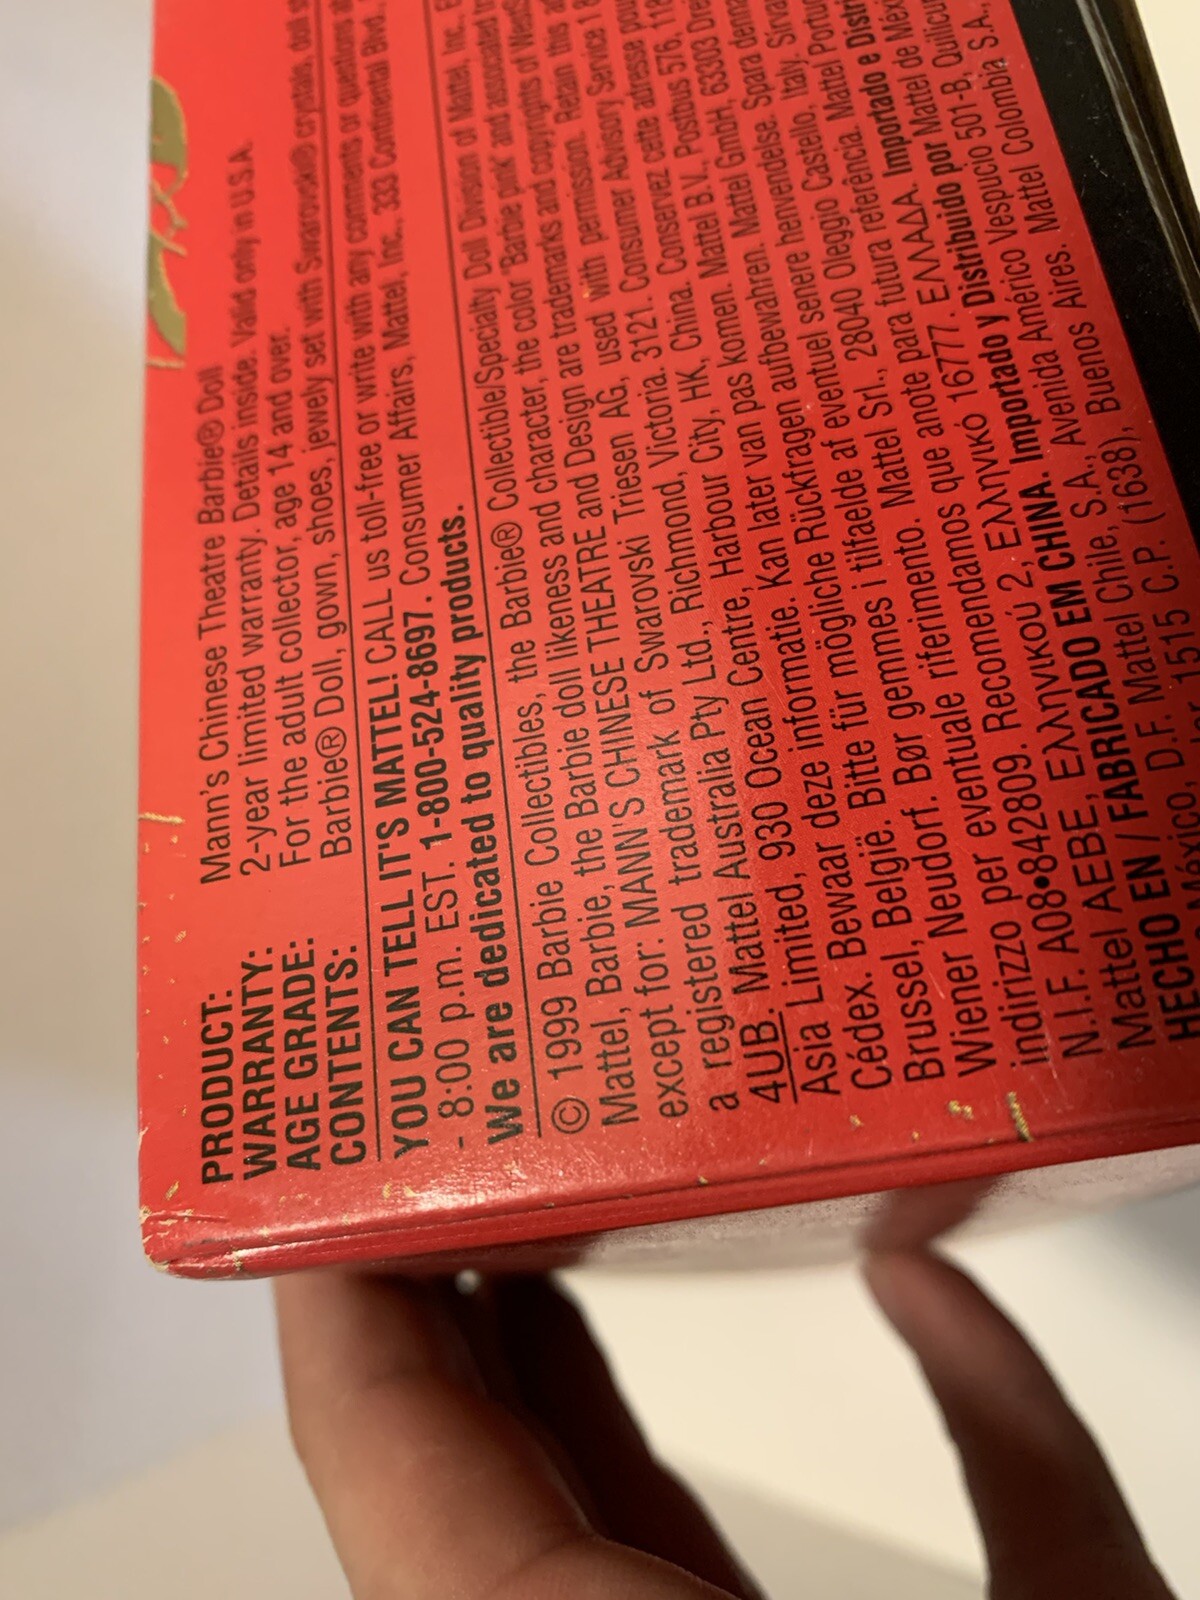 PRODUCT: Mann's Chinese Theatre Barbie® Doll
WARRANTY: 2-year limited warranty. Details inside. Valid only in U.S.A.
AGE GRADE: For the adult collector, age 14 and over.
CONTENTS: Barbie® Doll, gown, shoes, jewelry set with Swarovski® crystals, doll
YOU CAN TELL IT'S MATTEL! CALL us toll-free or write with any comments or questions
- 8:00 p.m. EST. 1-800-524-8697. Consumer Affairs, Mattel, Inc. 333 Continental Blvd.
We are dedicated to quality products.
© 1999 Barbie Collectibles, the Barbie® Collectible/Specialty Doll Division of Mattel, Inc.
Mattel, Barbie, the Barbie doll likeness and character, the color "Barbie pink" and associated
except for: MANN'S CHINESE THEATRE and Design are trademarks and copyrights of
a registered trademark of Swarovski Triesen AG, used with permission. Retain this
4UB. Mattel Australia Pty Ltd., Richmond, Victoria. 3121. Consumer Advisory Service
Asia Limited, 930 Ocean Centre, Harbour City, HK, China. Conservez cette adresse
Cédex. Bewaar deze informatie. Kan later van pas komen. Mattel B.V., Postbus 576,
Brussel, België. Bitte für mögliche Rückfragen aufbewahren. Mattel GmbH, 63303
Wiener Neudorf. Bør gemmes i tilfaelde af eventuel senere henvendelse. Spara
indirizzo per eventuale riferimento. Mattel Srl., 28040 Oleggio Castello, Italy.
N.I.F. A08•842809. Recomendamos que anote para futura referência. Mattel
Mattel AEBE, Ελληνικού 2, Ελληνικό 16777. ΕΛΛΑΔΑ. Importado e
HECHO EN / FABRICADO EM CHINA. Importado y Distribuido por Mattel de
México, D.F. Mattel Chile, S.A., Avenida Américo Vespucio 501-B, Quilicura
1515 C.P. (1638), Buenos Aires. Mattel Colombia S.A.